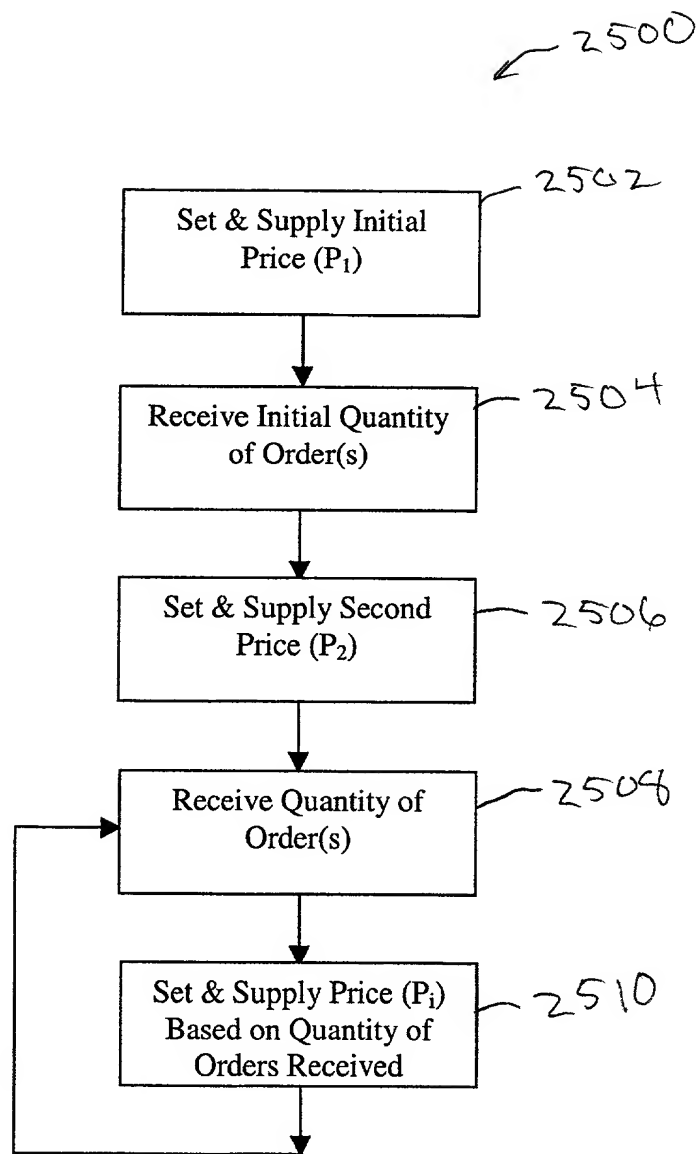 2500
2502
Set & Supply Initial
Price (P₁)
2504
Receive Initial Quantity
of Order(s)
2506
Set & Supply Second
Price (P₂)
2508
Receive Quantity of
Order(s)
2510
Set & Supply Price (Pᵢ)
Based on Quantity of
Orders Received